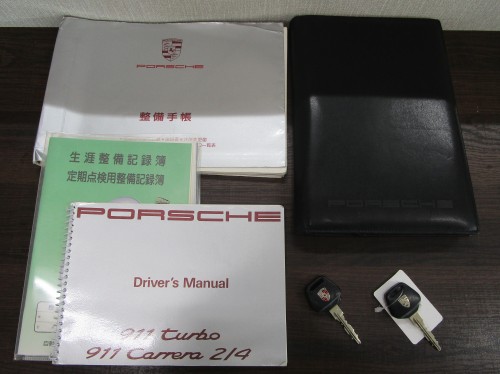 PORSCHE
整備手帳
生涯整備記録簿
定期点検用整備記録簿
PORSCHE
Driver's Manual
911 turbo
911 Carrera 2/4
PORSCHE